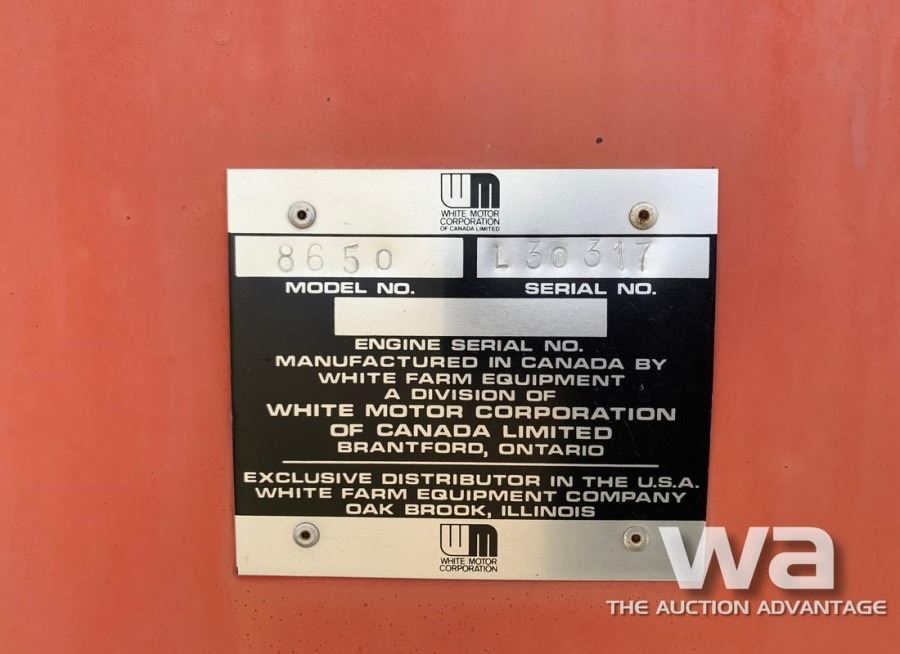 WM
WHITE MOTOR
CORPORATION
OF CANADA LIMITED
8650 L30317
MODEL NO. SERIAL NO.
ENGINE SERIAL NO.
MANUFACTURED IN CANADA BY
WHITE FARM EQUIPMENT
A DIVISION OF
WHITE MOTOR CORPORATION
OF CANADA LIMITED
BRANTFORD, ONTARIO
EXCLUSIVE DISTRIBUTOR IN THE U.S.A.
WHITE FARM EQUIPMENT COMPANY
OAK BROOK, ILLINOIS
WM
WHITE MOTOR
CORPORATION
wa
THE AUCTION ADVANTAGE